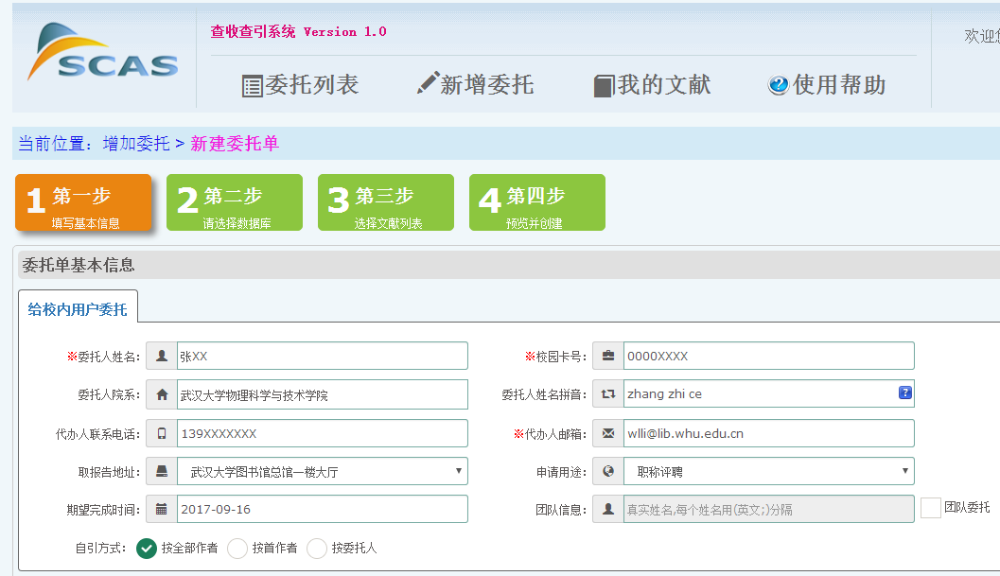 SCAS
查收查引系统 Version 1.0
委托列表 新增委托 我的文献 使用帮助
当前位置：增加委托 > 新建委托单
1 第一步 填写基本信息
2 第二步 请选择数据库
3 第三步 选择文献列表
4 第四步 预览并创建
委托单基本信息
给校内用户委托
※委托人姓名： 张XX ※校园卡号： 0000XXXX
委托人院系： 武汉大学物理科学与技术学院 委托人姓名拼音： zhang zhi ce ?
代办人联系电话： 139XXXXXXX ※代办人邮箱： wlli@lib.whu.edu.cn
取报告地址： 武汉大学图书馆总馆一楼大厅 申请用途： 职称评聘
期望完成时间： 2017-09-16 团队信息： 真实姓名,每个姓名用(英文;)分隔 团队委托
自引方式： 按全部作者 按首作者 按委托人